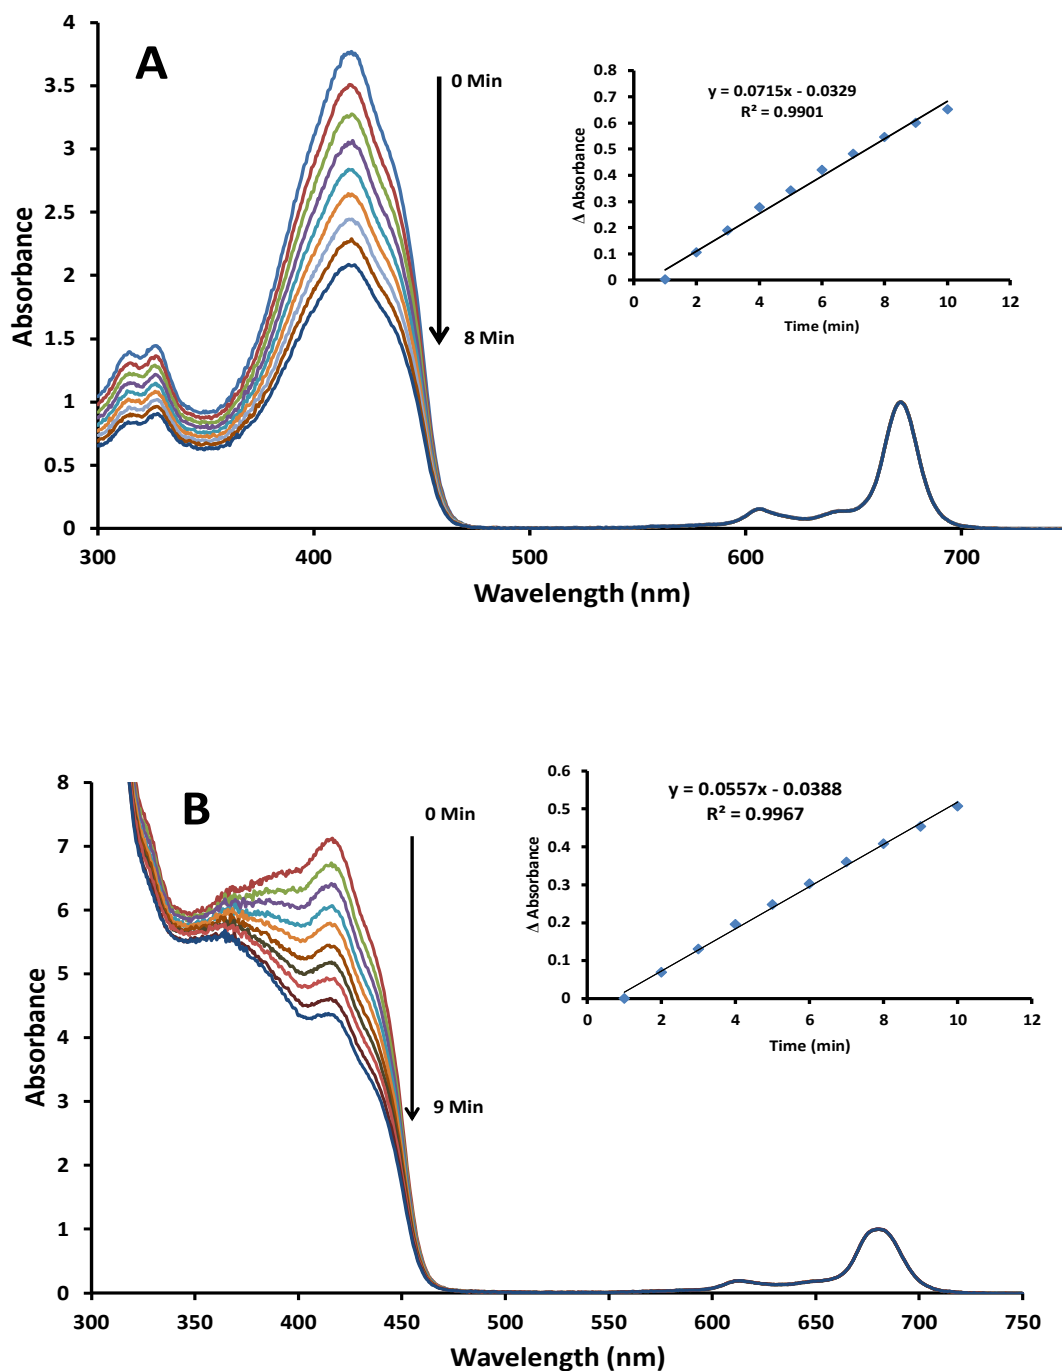 A
0 Min
8 Min
Absorbance
4
3.5
3
2.5
2
1.5
1
0.5
0
300 400 500 600 700
Wavelength (nm)
y = 0.0715x - 0.0329
R² = 0.9901
Δ Absorbance
0.8
0.7
0.6
0.5
0.4
0.3
0.2
0.1
0
0 2 4 6 8 10 12
Time (min)
B
0 Min
9 Min
Absorbance
8
7
6
5
4
3
2
1
0
300 350 400 450 500 550 600 650 700 750
Wavelength (nm)
y = 0.0557x - 0.0388
R² = 0.9967
Δ Absorbance
0.6
0.5
0.4
0.3
0.2
0.1
0
0 2 4 6 8 10 12
Time (min)